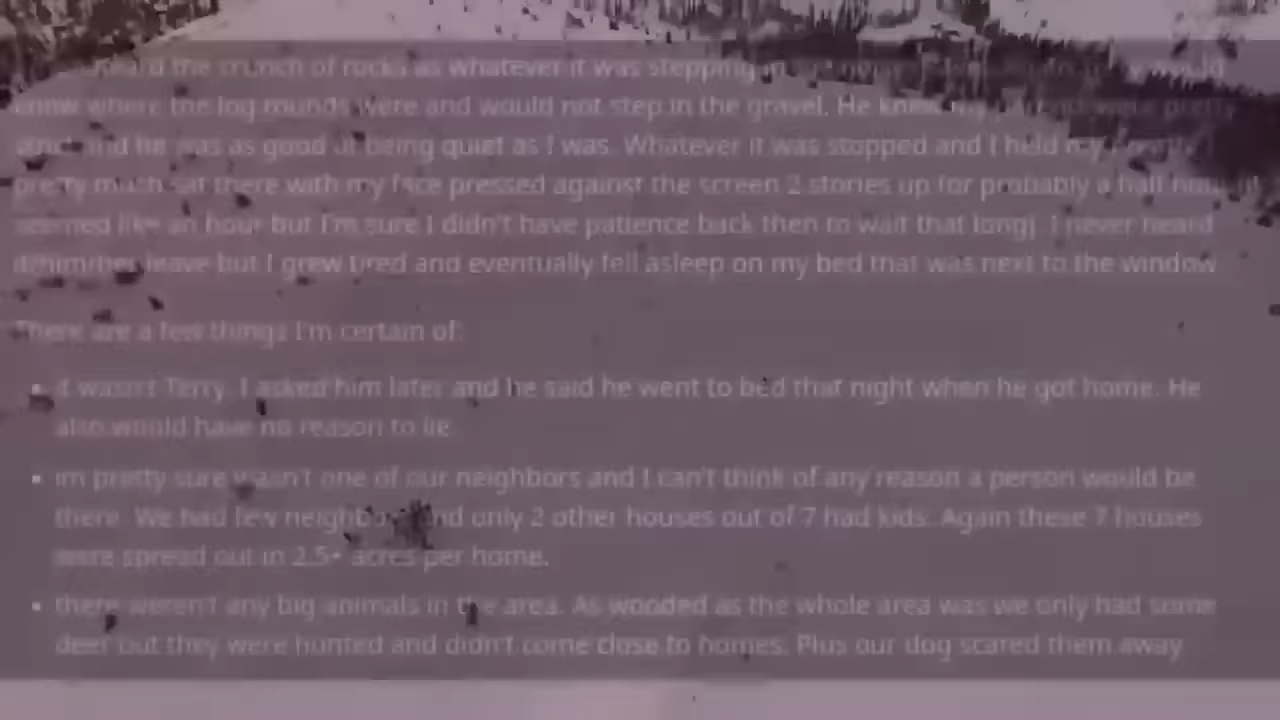 heard the crunch of rocks as whatever it was stepping in
know where the log rounds were and would not step in the gravel. He knew my parents were pretty
and he was as good at being quiet as I was. Whatever it was stopped and I held my
pretty much sat there with my face pressed against the screen 2 stories up for probably a half hour
seemed like an hour but I'm sure I didn't have patience back then to wait that long). I never heard
it/him/her leave but I grew tired and eventually fell asleep on my bed that was next to the window
There are a few things I'm certain of:
• it wasn't Terry. I asked him later and he said he went to bed that night when he got home. He
also would have no reason to lie
• im pretty sure wasn't one of our neighbors and I can't think of any reason a person would be
there. We had few neighbors and only 2 other houses out of 7 had kids. Again these 7 houses
were spread out in 2.5+ acres per home.
• there weren't any big animals in the area. As wooded as the whole area was we only had some
deer but they were hunted and didn't come close to homes. Plus our dog scared them away